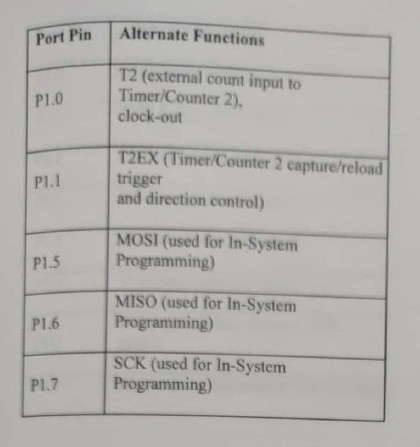 Port Pin Alternate Functions
T2 (external count input to
P1.0 Timer/Counter 2),
clock-out
T2EX (Timer/Counter 2 capture/reload
P1.1 trigger
and direction control)
MOSI (used for In-System
P1.5 Programming)
MISO (used for In-System
P1.6 Programming)
SCK (used for In-System
P1.7 Programming)